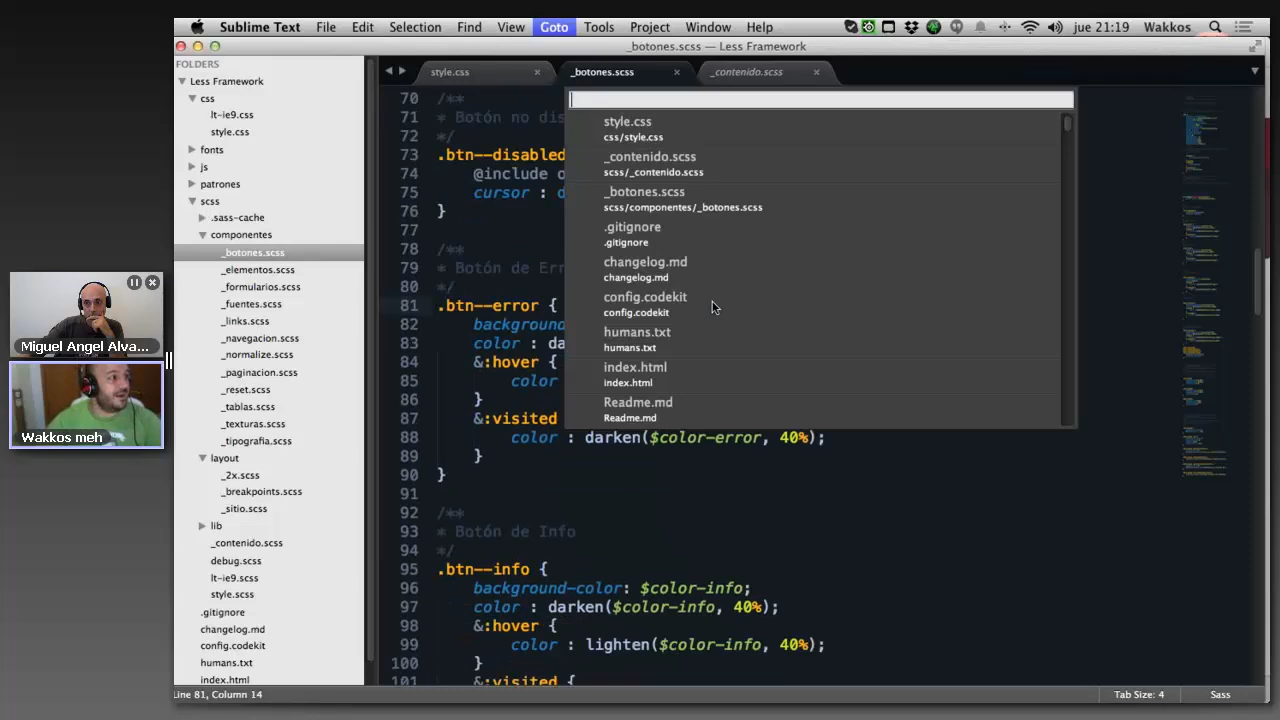 Sublime Text File Edit Selection Find View Goto Tools Project Window Help jue 21:19 Wakkos
_botones.scss — Less Framework
FOLDERS
Less Framework
css
lt-ie9.css
style.css
fonts
js
patrones
scss
.sass-cache
componentes
_botones.scss
_elementos.scss
_formularios.scss
_fuentes.scss
_links.scss
_navegacion.scss
_normalize.scss
_paginacion.scss
_reset.scss
_tablas.scss
_texturas.scss
_tipografia.scss
layout
_2x.scss
_breakpoints.scss
_sitio.scss
lib
_contenido.scss
debug.scss
lt-ie9.scss
style.scss
.gitignore
changelog.md
config.codekit
humans.txt
index.html
Miguel Angel Alva...
Wakkos meh
style.css _botones.scss _contenido.scss
70 /**
71 * Botón no dis
72 */
73 .btn--disabled
74 @include o
75 cursor : d
76 }
77
78 /**
79 * Botón de Err
80 */
81 .btn--error {
82 background
83 color : da
84 &:hover {
85 color
86 }
87 &:visited
88 color : darken($color-error, 40%);
89 }
90 }
91
92 /**
93 * Botón de Info
94 */
95 .btn--info {
96 background-color: $color-info;
97 color : darken($color-info, 40%);
98 &:hover {
99 color : lighten($color-info, 40%);
100 }
101 &:visited {
style.css
css/style.css
_contenido.scss
scss/_contenido.scss
_botones.scss
scss/componentes/_botones.scss
.gitignore
.gitignore
changelog.md
changelog.md
config.codekit
config.codekit
humans.txt
humans.txt
index.html
index.html
Readme.md
Readme.md
Line 81, Column 14 Tab Size: 4 Sass